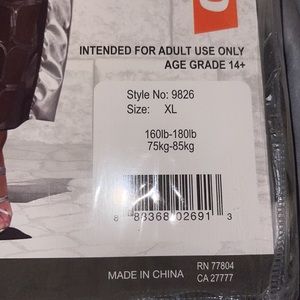 INTENDED FOR ADULT USE ONLY
AGE GRADE 14+
Style No: 9826
Size: XL
160lb-180lb
75kg-85kg
8 83368 02691 3
MADE IN CHINA
RN 77804
CA 27777